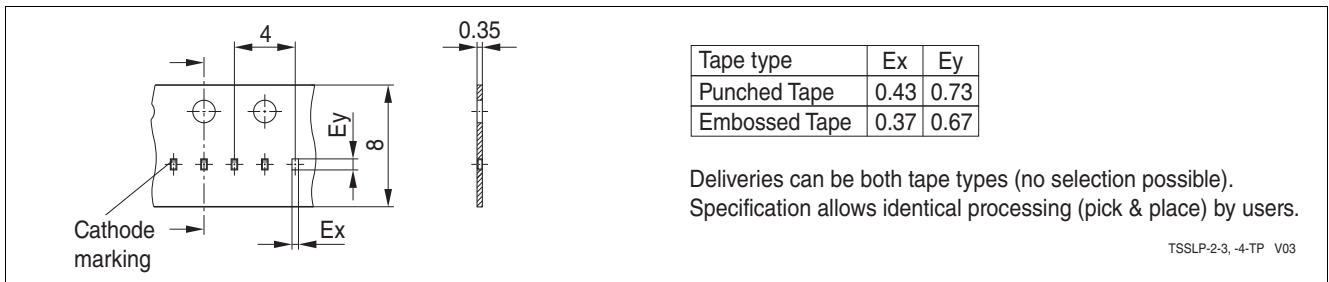 4
0.35
Ey
8
Cathode
marking
Ex
Tape type Ex Ey
Punched Tape 0.43 0.73
Embossed Tape 0.37 0.67
Deliveries can be both tape types (no selection possible).
Specification allows identical processing (pick & place) by users.
TSSLP-2-3, -4-TP V03